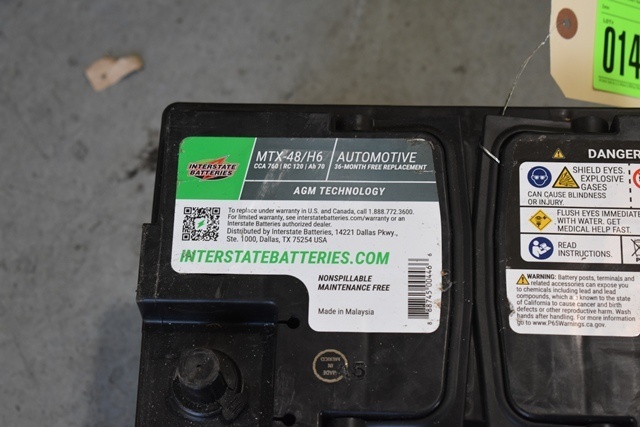 014
INTERSTATE
BATTERIES
MTX-48/H6
CCA 760 | RC 120 | Ah 70
AUTOMOTIVE
36-MONTH FREE REPLACEMENT
AGM TECHNOLOGY
To replace under warranty in U.S. and Canada, call 1.888.772.3600.
For limited warranty, see interstatebatteries.com/warranty or an
Interstate Batteries authorized dealer.
Distributed by Interstate Batteries, 14221 Dallas Pkwy.,
Ste. 1000, Dallas, TX 75254 USA
INTERSTATEBATTERIES.COM
NONSPILLABLE
MAINTENANCE FREE
Made in Malaysia
DANGER
SHIELD EYES.
EXPLOSIVE
GASES
CAN CAUSE BLINDNESS
OR INJURY.
FLUSH EYES IMMEDIATE
WITH WATER. GET
MEDICAL HELP FAST.
READ
INSTRUCTIONS.
WARNING: Battery posts, terminals and
related accessories can expose you
to chemicals including lead and lead
compounds, which are known to the state
of California to cause cancer and birth
defects or other reproductive harm. Wash
hands after handling. For more information
go to www.P65Warnings.ca.gov.